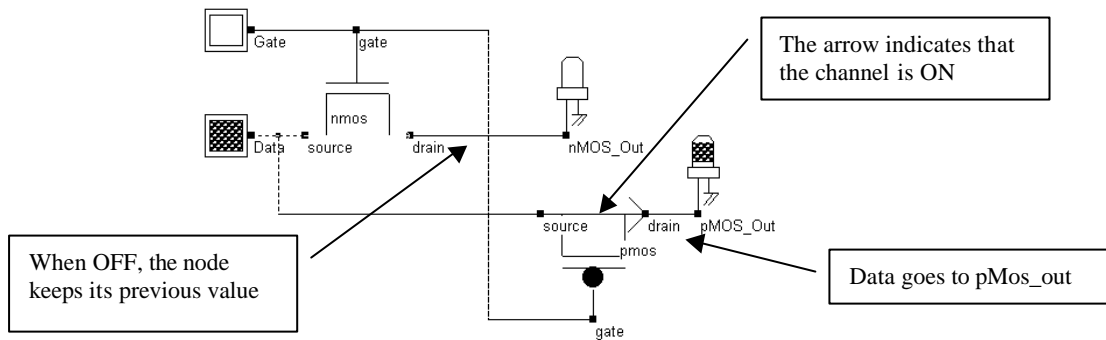 Gate
gate
The arrow indicates that
the channel is ON
nmos
Data
source
drain
nMOS_Out
source
drain
pMOS_Out
pmos
When OFF, the node
keeps its previous value
Data goes to pMos_out
gate